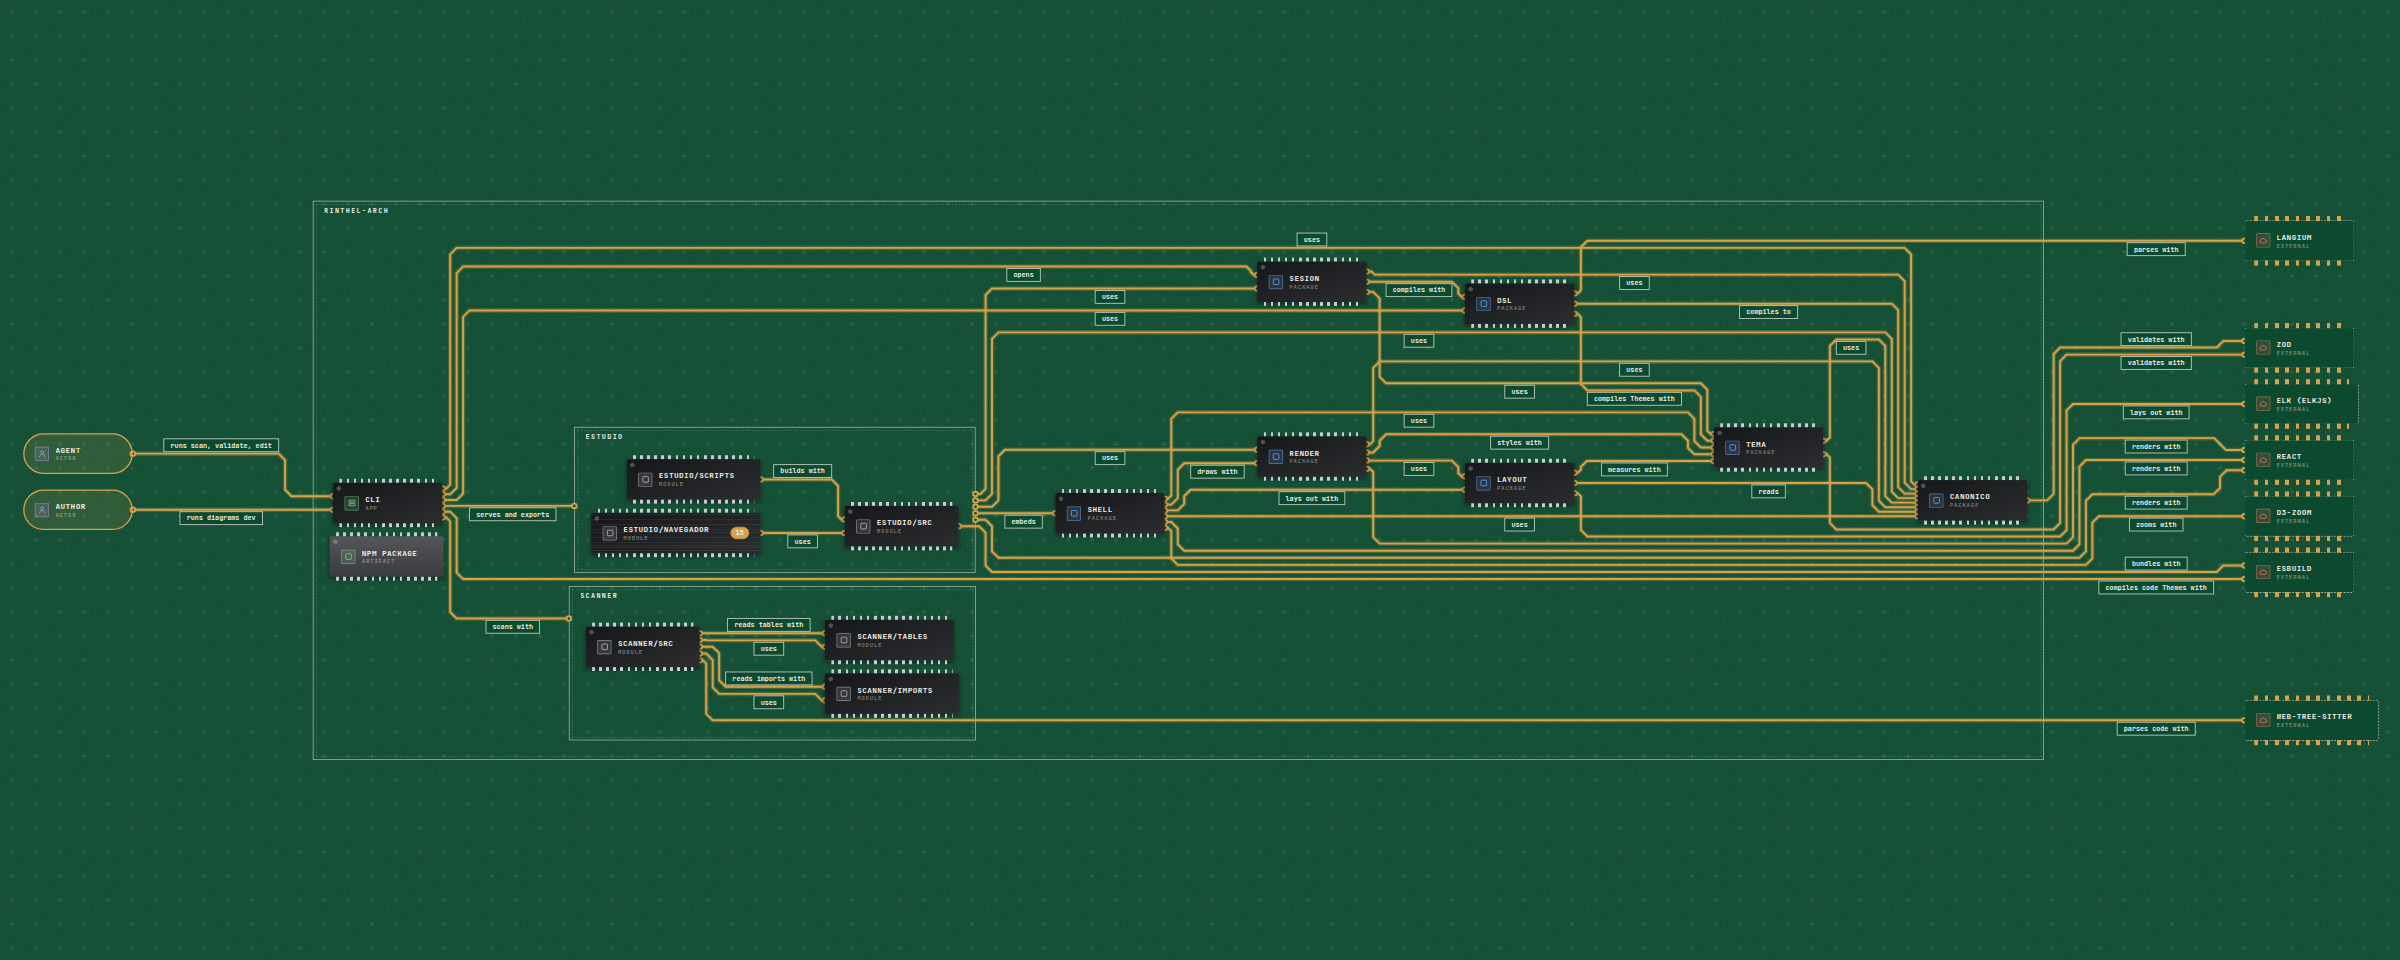 RINTHEL-ARCH
AGENT
ACTOR
runs scan, validate, edit
AUTHOR
ACTOR
runs diagrams dev
CLI
APP
NPM PACKAGE
ARTIFACT
serves and exports
scans with
ESTUDIO
ESTUDIO/SCRIPTS
MODULE
builds with
ESTUDIO/NAVEGADOR
MODULE
15
uses
ESTUDIO/SRC
MODULE
SCANNER
SCANNER/SRC
MODULE
reads tables with
uses
reads imports with
uses
SCANNER/TABLES
MODULE
SCANNER/IMPORTS
MODULE
uses
opens
uses
uses
uses
embeds
SHELL
PACKAGE
draws with
lays out with
SESION
PACKAGE
compiles with
DSL
PACKAGE
uses
compiles to
uses
uses
uses
compiles Themes with
uses
uses
RENDER
PACKAGE
styles with
uses
LAYOUT
PACKAGE
measures with
reads
uses
TEMA
PACKAGE
CANONICO
PACKAGE
parses with
LANGIUM
EXTERNAL
validates with
validates with
ZOD
EXTERNAL
lays out with
ELK (ELKJS)
EXTERNAL
renders with
renders with
REACT
EXTERNAL
renders with
zooms with
D3-ZOOM
EXTERNAL
bundles with
ESBUILD
EXTERNAL
compiles code Themes with
WEB-TREE-SITTER
EXTERNAL
parses code with